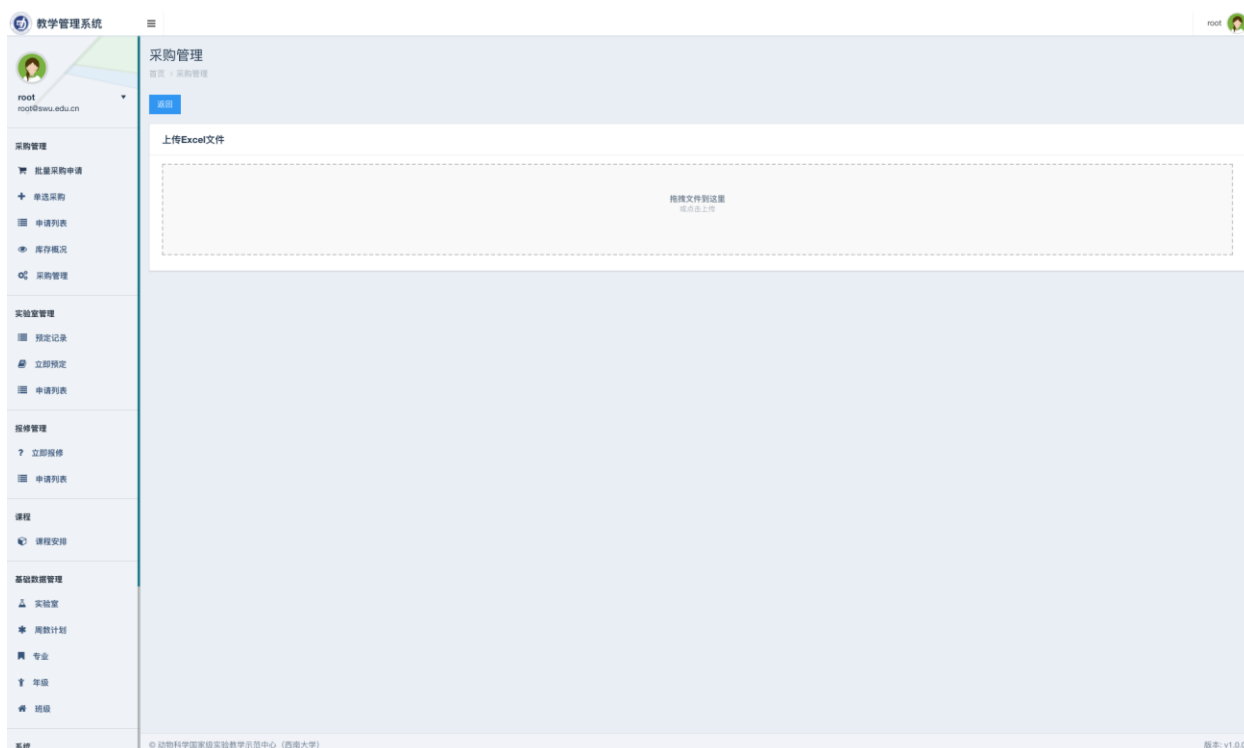 教学管理系统
root
root
root@swu.edu.cn
采购管理
批量采购申请
单选采购
申请列表
库存概况
采购管理
实验室管理
预定记录
立即预定
申请列表
报修管理
? 立即报修
申请列表
课程
课程安排
基础数据管理
实验室
周数计划
专业
年级
班级
系统
采购管理
首页 > 采购管理
返回
上传Excel文件
拖拽文件到这里
或点击上传
© 动物科学国家级实验教学示范中心（西南大学）
版本: v1.0.0